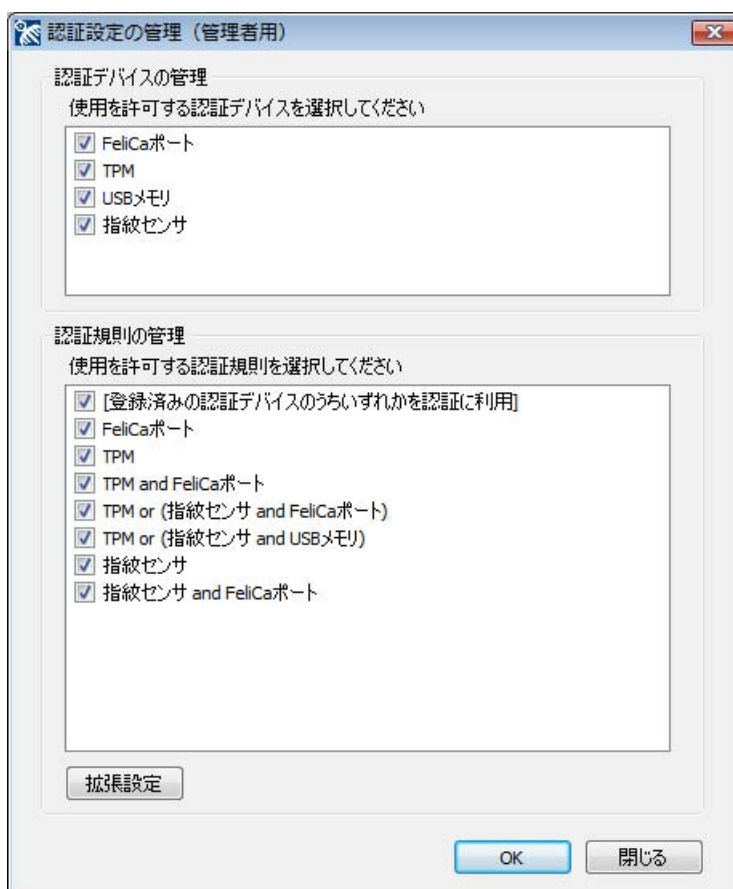 認証設定の管理（管理者用）
認証デバイスの管理
使用を許可する認証デバイスを選択してください
FeliCaポート
TPM
USBメモリ
指紋センサ
認証規則の管理
使用を許可する認証規則を選択してください
[登録済みの認証デバイスのうちいずれかを認証に利用]
FeliCaポート
TPM
TPM and FeliCaポート
TPM or (指紋センサ and FeliCaポート)
TPM or (指紋センサ and USBメモリ)
指紋センサ
指紋センサ and FeliCaポート
拡張設定
OK 閉じる